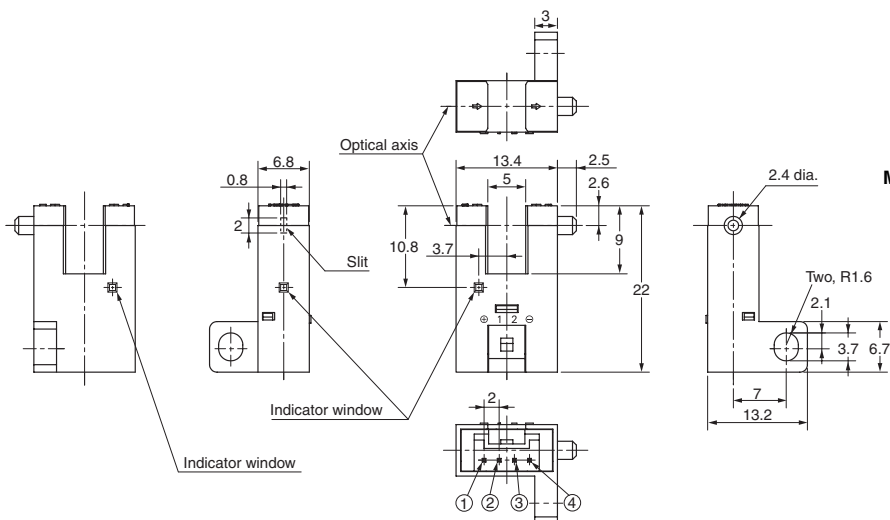 3
Optical axis
6.8
13.4
2.5
2.4 dia.
M
0.8
5
2.6
2
10.8
3.7
9
Slit
22
Two, R1.6
2.1
⊕ 1 2 ⊖
3.7
6.7
7
13.2
2
Indicator window
Indicator window
① ② ③ ④